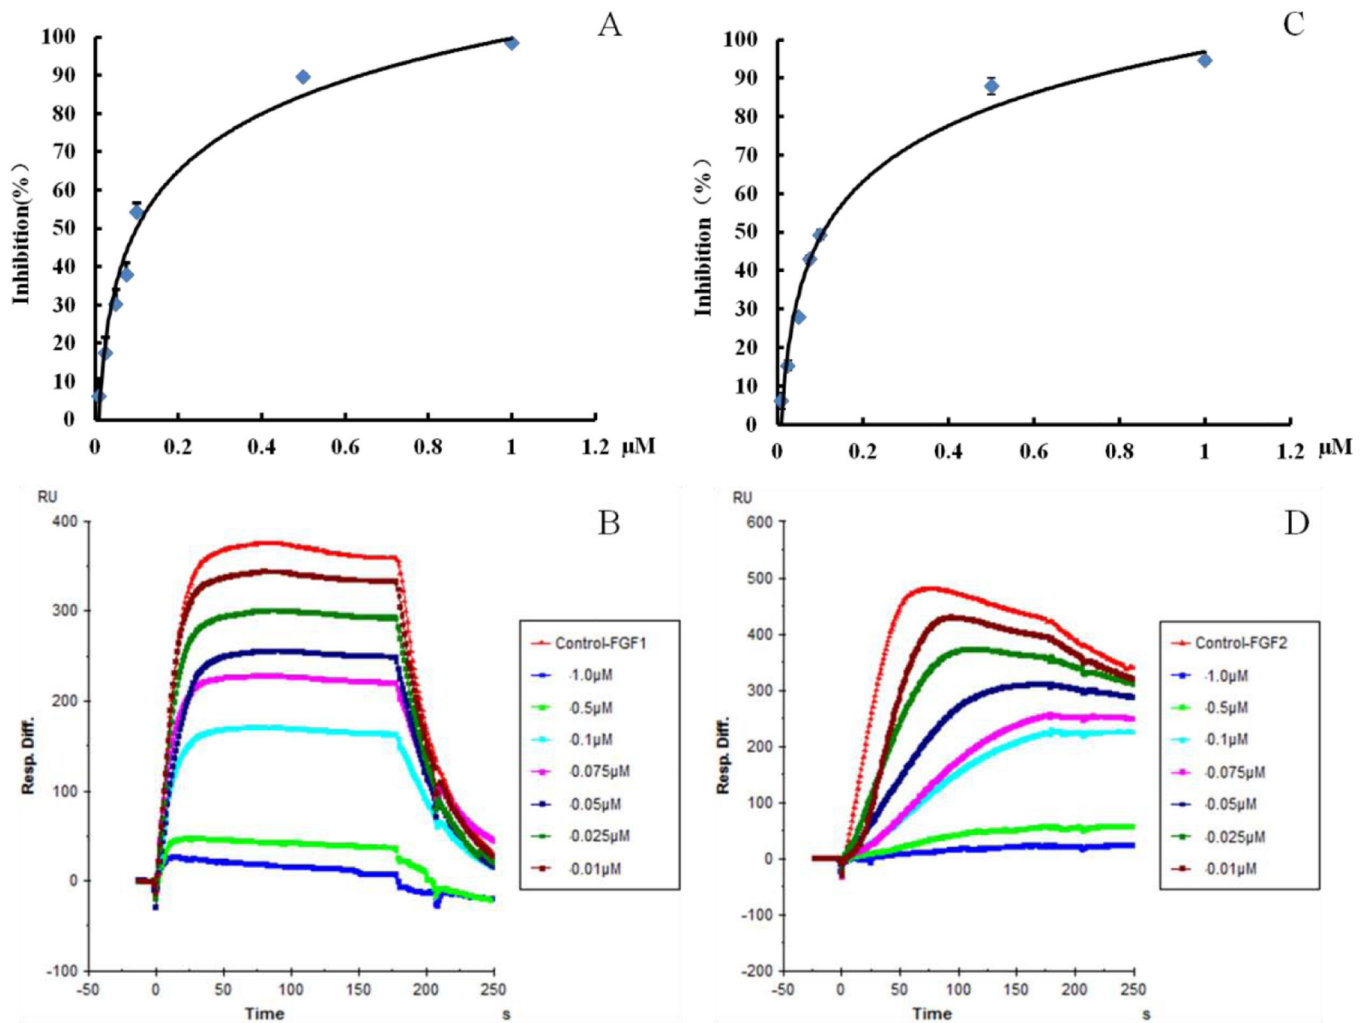 A
100
90
80
70
60
50
40
30
20
10
0
Inhibition(%)
0 0.2 0.4 0.6 0.8 1 1.2 μM
C
100
90
80
70
60
50
40
30
20
10
0
Inhibition (%)
0 0.2 0.4 0.6 0.8 1 1.2 μM
RU
B
400
300
200
100
0
-100
Resp. Diff.
-50 0 50 100 150 200 250
Time s
Control-FGF1
-1.0μM
-0.5μM
-0.1μM
-0.075μM
-0.05μM
-0.025μM
-0.01μM
RU
D
600
500
400
300
200
100
0
-100
-200
Resp. Diff.
-50 0 50 100 150 200 250
Time s
Control-FGF2
-1.0μM
-0.5μM
-0.1μM
-0.075μM
-0.05μM
-0.025μM
-0.01μM